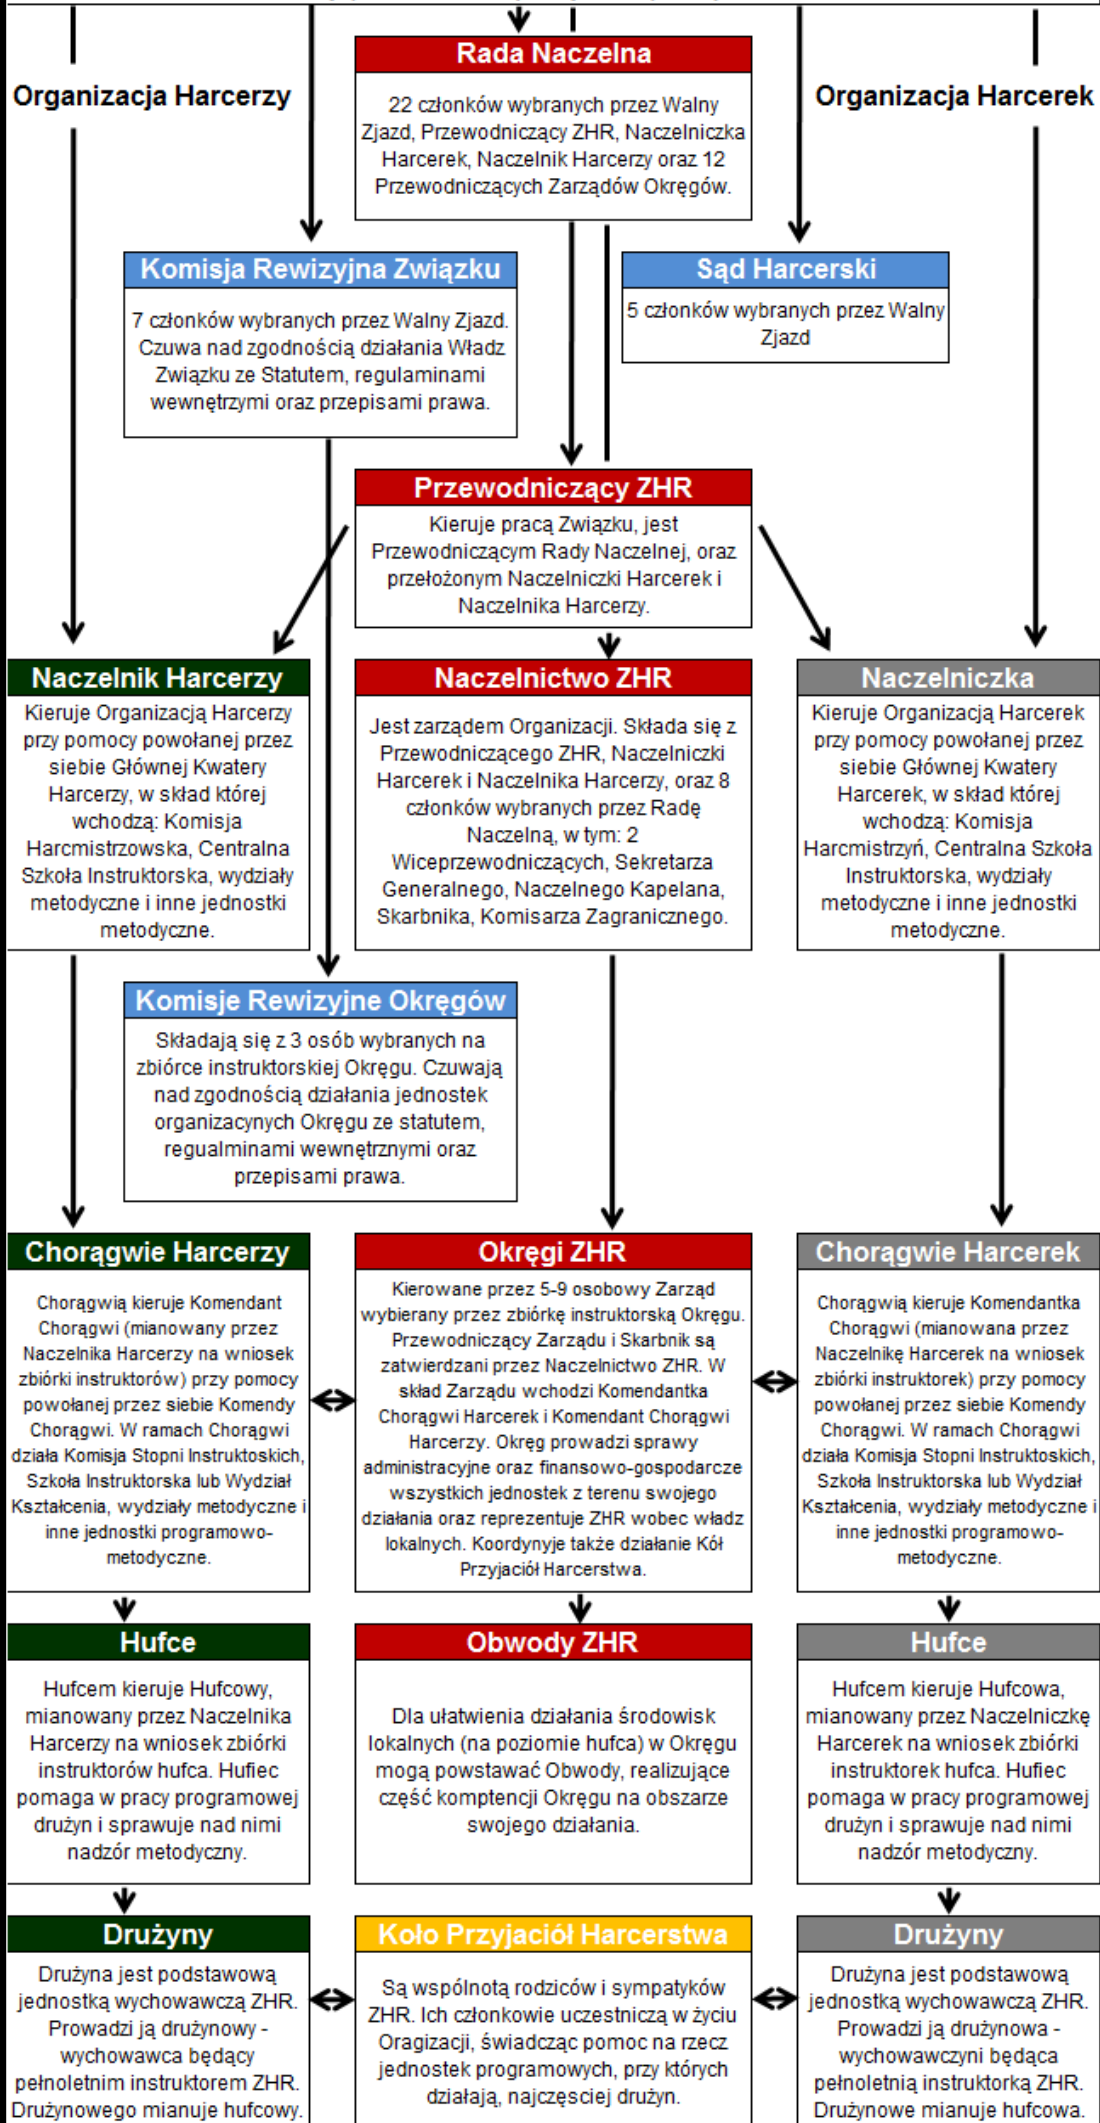 Rada Naczelna
22 członków wybranych przez Walny
Zjazd, Przewodniczący ZHR, Naczelniczka
Harcerek, Naczelnik Harcerzy oraz 12
Przewodniczących Zarządów Okręgów.
Organizacja Harcerzy
Organizacja Harcerek
Komisja Rewizyjna Związku
7 członków wybranych przez Walny Zjazd.
Czuwa nad zgodnością działania Władz
Związku ze Statutem, regulaminami
wewnętrzymi oraz przepisami prawa.
Sąd Harcerski
5 członków wybranych przez Walny
Zjazd
Przewodniczący ZHR
Kieruje pracą Związku, jest
Przewodniczącym Rady Naczelnej, oraz
przełożonym Naczelniczki Harcerek i
Naczelnika Harcerzy.
Naczelnik Harcerzy
Kieruje Organizacją Harcerzy
przy pomocy powołanej przez
siebie Głównej Kwatery
Harcerzy, w skład której
wchodzą: Komisja
Harcmistrzowska, Centralna
Szkoła Instruktorska, wydziały
metodyczne i inne jednostki
metodyczne.
Naczelnictwo ZHR
Jest zarządem Organizacji. Składa się z
Przewodniczącego ZHR, Naczelniczki
Harcerek i Naczelnika Harcerzy, oraz 8
członków wybranych przez Radę
Naczelną, w tym: 2
Wiceprzewodniczących, Sekretarza
Generalnego, Naczelnego Kapelana,
Skarbnika, Komisarza Zagranicznego.
Naczelniczka
Kieruje Organizacją Harcerek
przy pomocy powołanej przez
siebie Głównej Kwatery
Harcerek, w skład której
wchodzą: Komisja
Harcmistrzyń, Centralna Szkoła
Instruktorska, wydziały
metodyczne i inne jednostki
metodyczne.
Komisje Rewizyjne Okręgów
Składają się z 3 osób wybranych na
zbiórce instruktorskiej Okręgu. Czuwają
nad zgodnością działania jednostek
organizacynych Okręgu ze statutem,
regualminami wewnętrznymi oraz
przepisami prawa.
Chorągwie Harcerzy
Chorągwią kieruje Komendant
Chorągwi (mianowany przez
Naczelnika Harcerzy na wniosek
zbiórki instruktorów) przy pomocy
powołanej przez siebie Komendy
Chorągwi. W ramach Chorągwi
działa Komisja Stopni Instruktoskich,
Szkoła Instruktorska lub Wydział
Kształcenia, wydziały metodyczne i
inne jednostki programowo-
metodyczne.
Okręgi ZHR
Kierowane przez 5-9 osobowy Zarząd
wybierany przez zbiórkę instruktorską Okręgu.
Przewodniczący Zarządu i Skarbnik są
zatwierdzani przez Naczelnictwo ZHR. W
skład Zarządu wchodzi Komendantka
Chorągwi Harcerek i Komendant Chorągwi
Harcerzy. Okręg prowadzi sprawy
administracyjne oraz finansowo-gospodarcze
wszystkich jednostek z terenu swojego
działania oraz reprezentuje ZHR wobec władz
lokalnych. Koordynyje także działanie Kół
Przyjaciół Harcerstwa.
Chorągwie Harcerek
Chorągwią kieruje Komendantka
Chorągwi (mianowana przez
Naczelnikę Harcerek na wniosek
zbiórki instruktorek) przy pomocy
powołanej przez siebie Komendy
Chorągwi. W ramach Chorągwi
działa Komisja Stopni Instruktoskich,
Szkoła Instruktorska lub Wydział
Kształcenia, wydziały metodyczne i
inne jednostki programowo-
metodyczne.
Hufce
Hufcem kieruje Hufcowy,
mianowany przez Naczelnika
Harcerzy na wniosek zbiórki
instruktorów hufca. Hufiec
pomaga w pracy programowej
drużyn i sprawuje nad nimi
nadzór metodyczny.
Obwody ZHR
Dla ułatwienia działania środowisk
lokalnych (na poziomie hufca) w Okręgu
mogą powstawać Obwody, realizujące
część komptencji Okręgu na obszarze
swojego działania.
Hufce
Hufcem kieruje Hufcowa,
mianowany przez Naczelniczkę
Harcerek na wniosek zbiórki
instruktorek hufca. Hufiec
pomaga w pracy programowej
drużyn i sprawuje nad nimi
nadzór metodyczny.
Drużyny
Drużyna jest podstawową
jednostką wychowawczą ZHR.
Prowadzi ją drużynowy -
wychowawca będący
pełnoletnim instruktorem ZHR.
Drużynowego mianuje hufcowy.
Koło Przyjaciół Harcerstwa
Są wspólnotą rodziców i sympatyków
ZHR. Ich członkowie uczestniczą w życiu
Oragizacji, świadcząc pomoc na rzecz
jednostek programowych, przy których
działają, najczęsciej drużyn.
Drużyny
Drużyna jest podstawową
jednostką wychowawczą ZHR.
Prowadzi ją drużynowa -
wychowawczyni będąca
pełnoletnią instruktorką ZHR.
Drużynowe mianuje hufcowa.